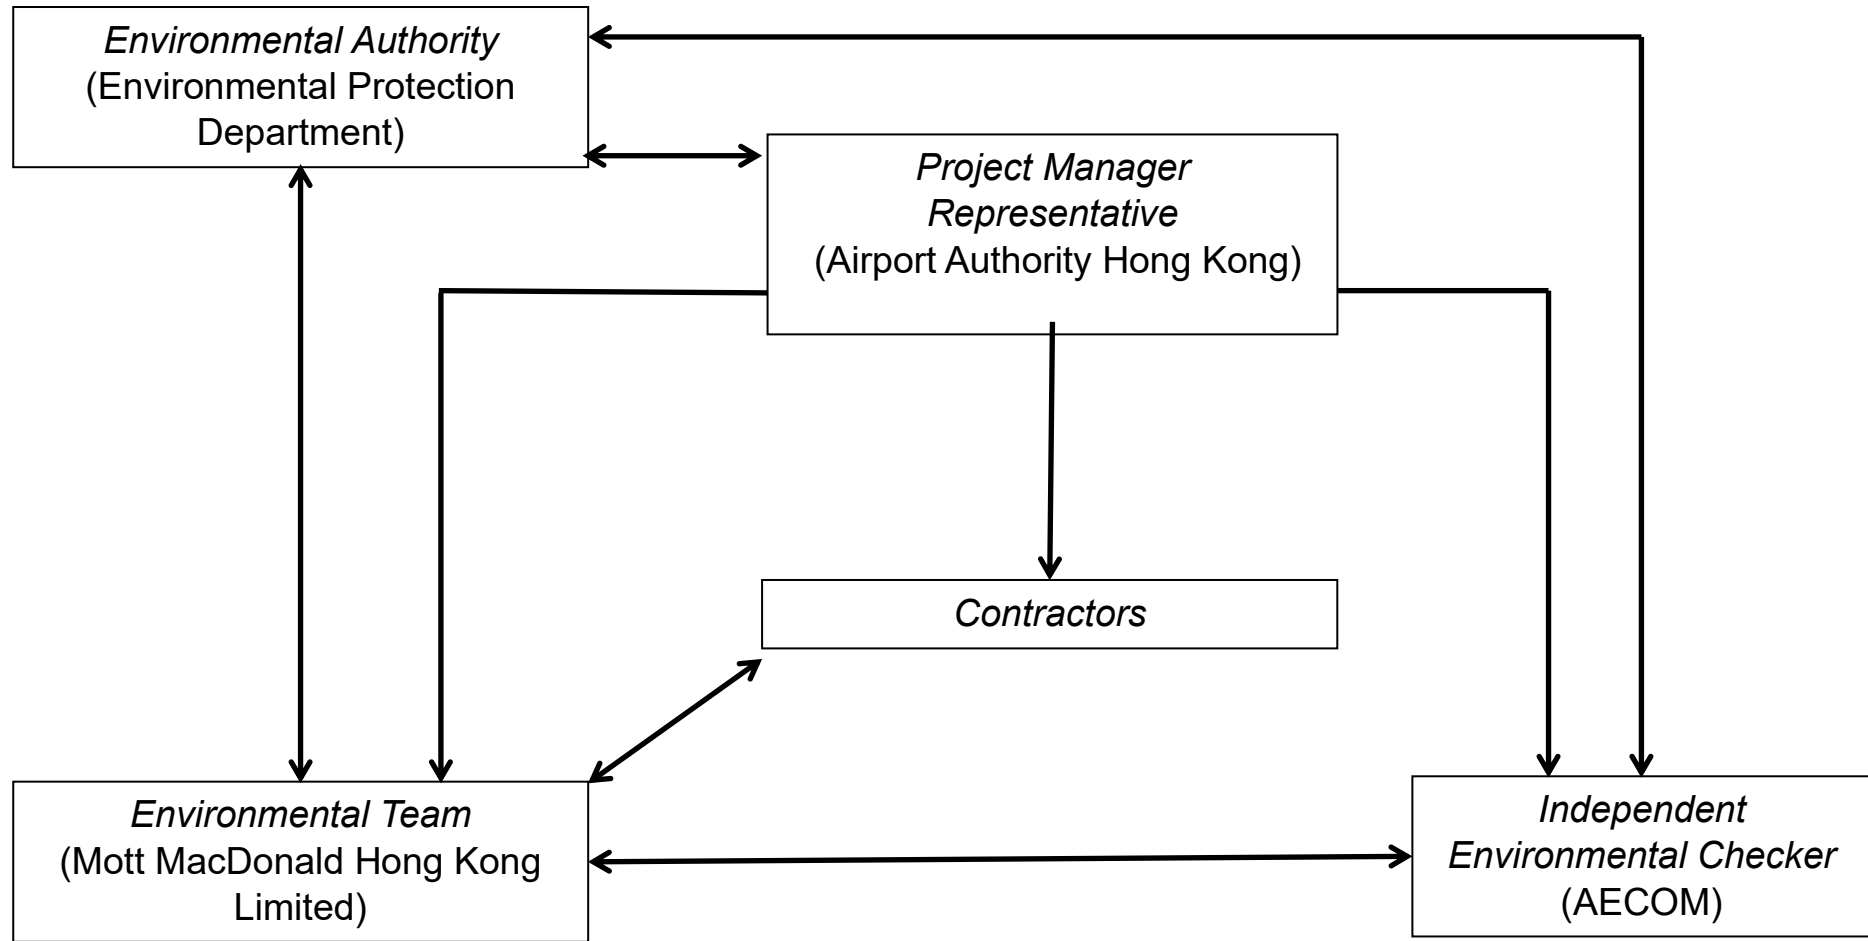 Environmental Authority
(Environmental Protection
Department)
Project Manager
Representative
(Airport Authority Hong Kong)
Contractors
Environmental Team
(Mott MacDonald Hong Kong
Limited)
Independent
Environmental Checker
(AECOM)